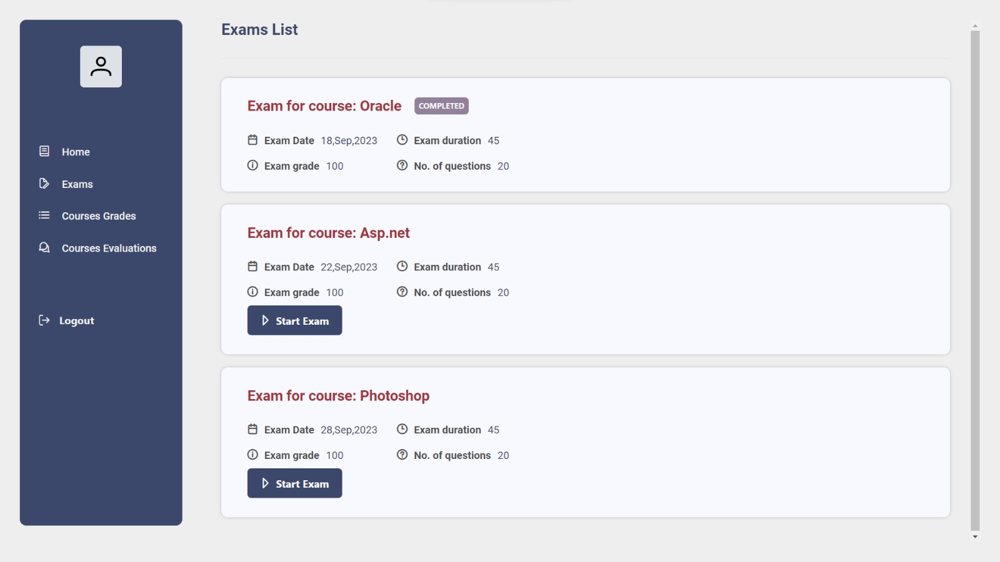 Home
Exams
Courses Grades
Courses Evaluations
Logout
Exams List
Exam for course: Oracle COMPLETED
Exam Date 18,Sep,2023 Exam duration 45
Exam grade 100 No. of questions 20
Exam for course: Asp.net
Exam Date 22,Sep,2023 Exam duration 45
Exam grade 100 No. of questions 20
Start Exam
Exam for course: Photoshop
Exam Date 28,Sep,2023 Exam duration 45
Exam grade 100 No. of questions 20
Start Exam